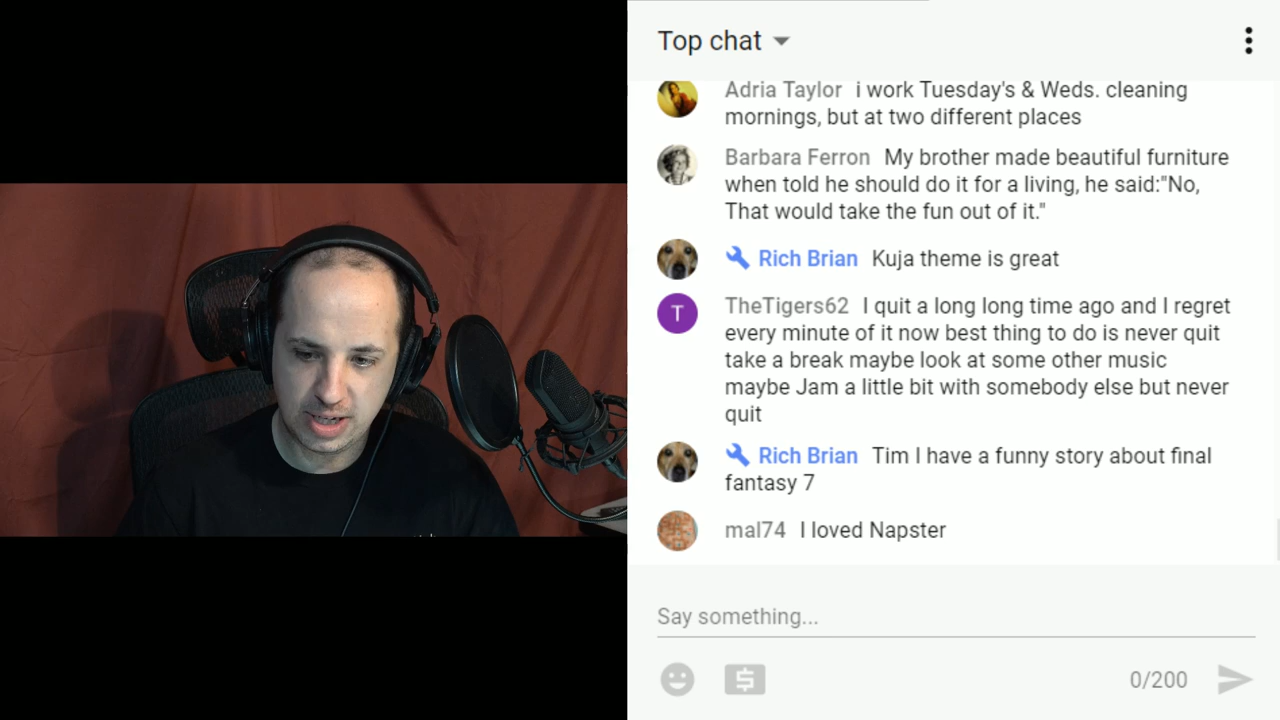 Top chat
Adria Taylor i work Tuesday's & Weds. cleaning
mornings, but at two different places
Barbara Ferron My brother made beautiful furniture
when told he should do it for a living, he said:"No,
That would take the fun out of it."
Rich Brian Kuja theme is great
T
TheTigers62 I quit a long long time ago and I regret
every minute of it now best thing to do is never quit
take a break maybe look at some other music
maybe Jam a little bit with somebody else but never
quit
Rich Brian Tim I have a funny story about final
fantasy 7
mal74 I loved Napster
Say something...
0/200